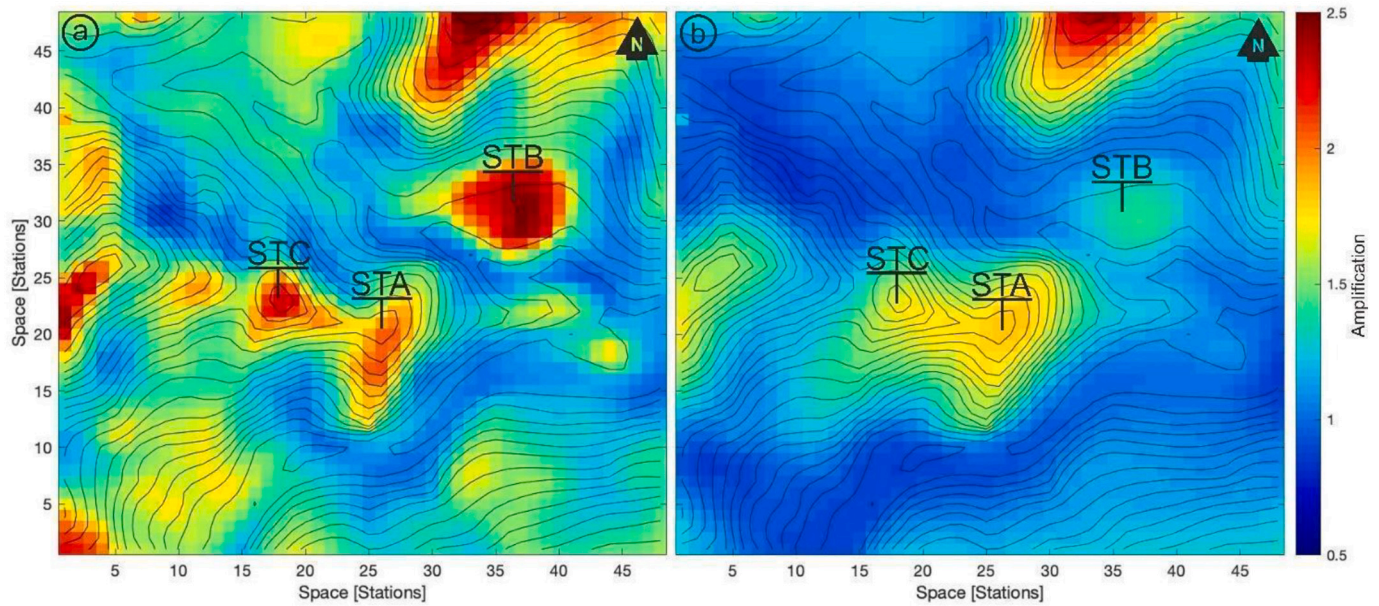 a
N
STB
STC
STA
45
40
35
30
25
20
15
10
5
Space [Stations]
5 10 15 20 25 30 35 40 45
Space [Stations]
b
N
STB
STC
STA
5 10 15 20 25 30 35 40 45
Space [Stations]
2.5
2
1.5
1
0.5
Amplification